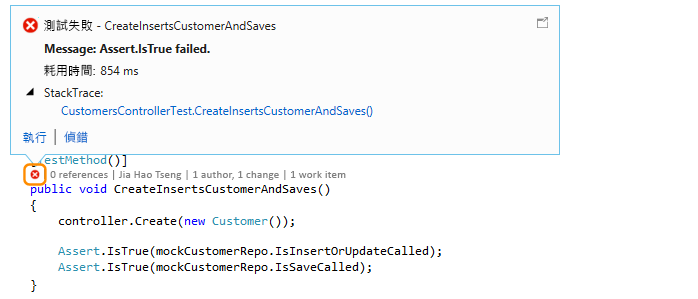 測試失敗 - CreateInsertsCustomerAndSaves
Message: Assert.IsTrue failed.
耗用時間: 854 ms
StackTrace:
CustomersControllerTest.CreateInsertsCustomerAndSaves()
執行 | 偵錯
estMethod()]
0 references | Jia Hao Tseng | 1 author, 1 change | 1 work item
public void CreateInsertsCustomerAndSaves()
{
controller.Create(new Customer());
Assert.IsTrue(mockCustomerRepo.IsInsertOrUpdateCalled);
Assert.IsTrue(mockCustomerRepo.IsSaveCalled);
}